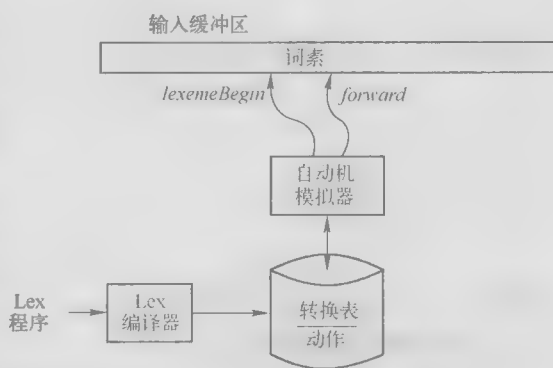 输入缓冲区
词素
lexemeBegin forward
自动机
模拟器
Lex
程序
Lex
编译器
转换表
动作